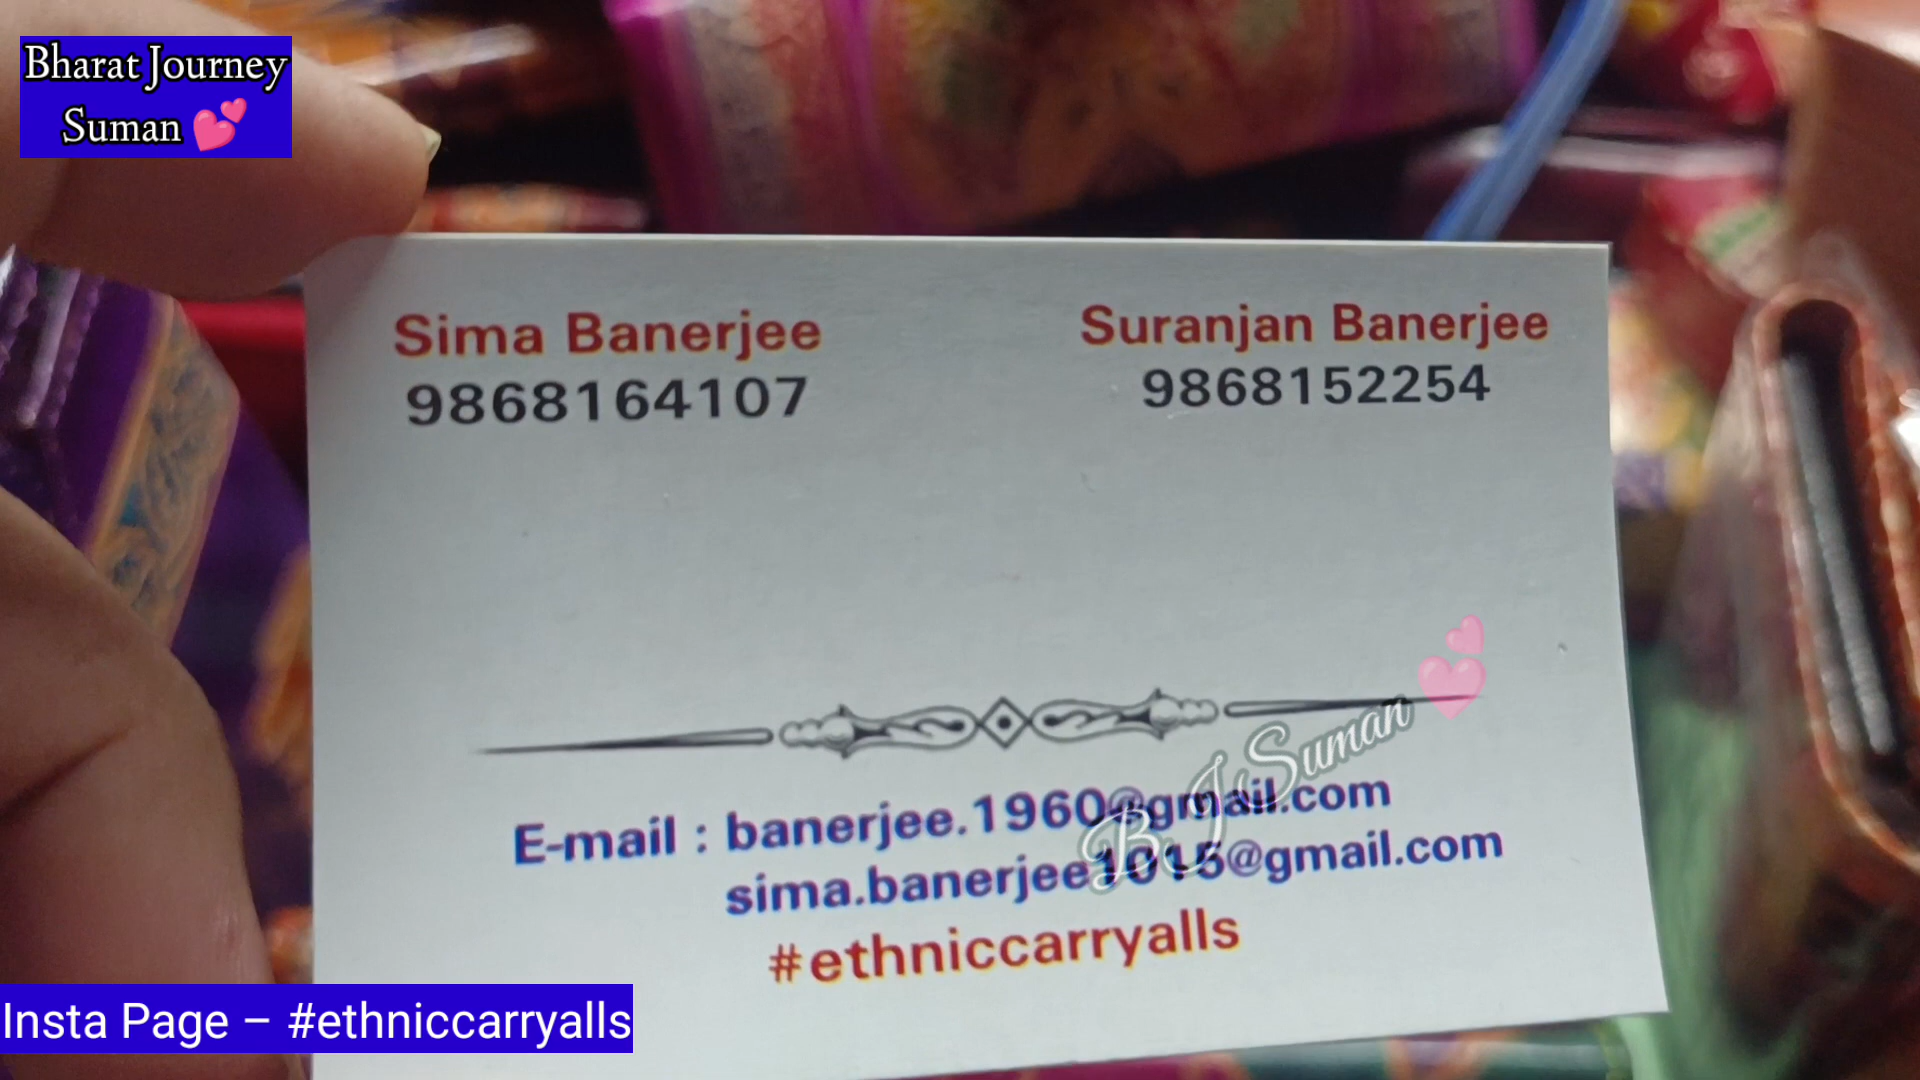 Bharat Journey
Suman 💕
Sima Banerjee
9868164107
Suranjan Banerjee
9868152254
E-mail : banerjee.1960@gmail.com
sima.banerjee1015@gmail.com
#ethniccarryalls
B J Suman 💕
Insta Page – #ethniccarryalls